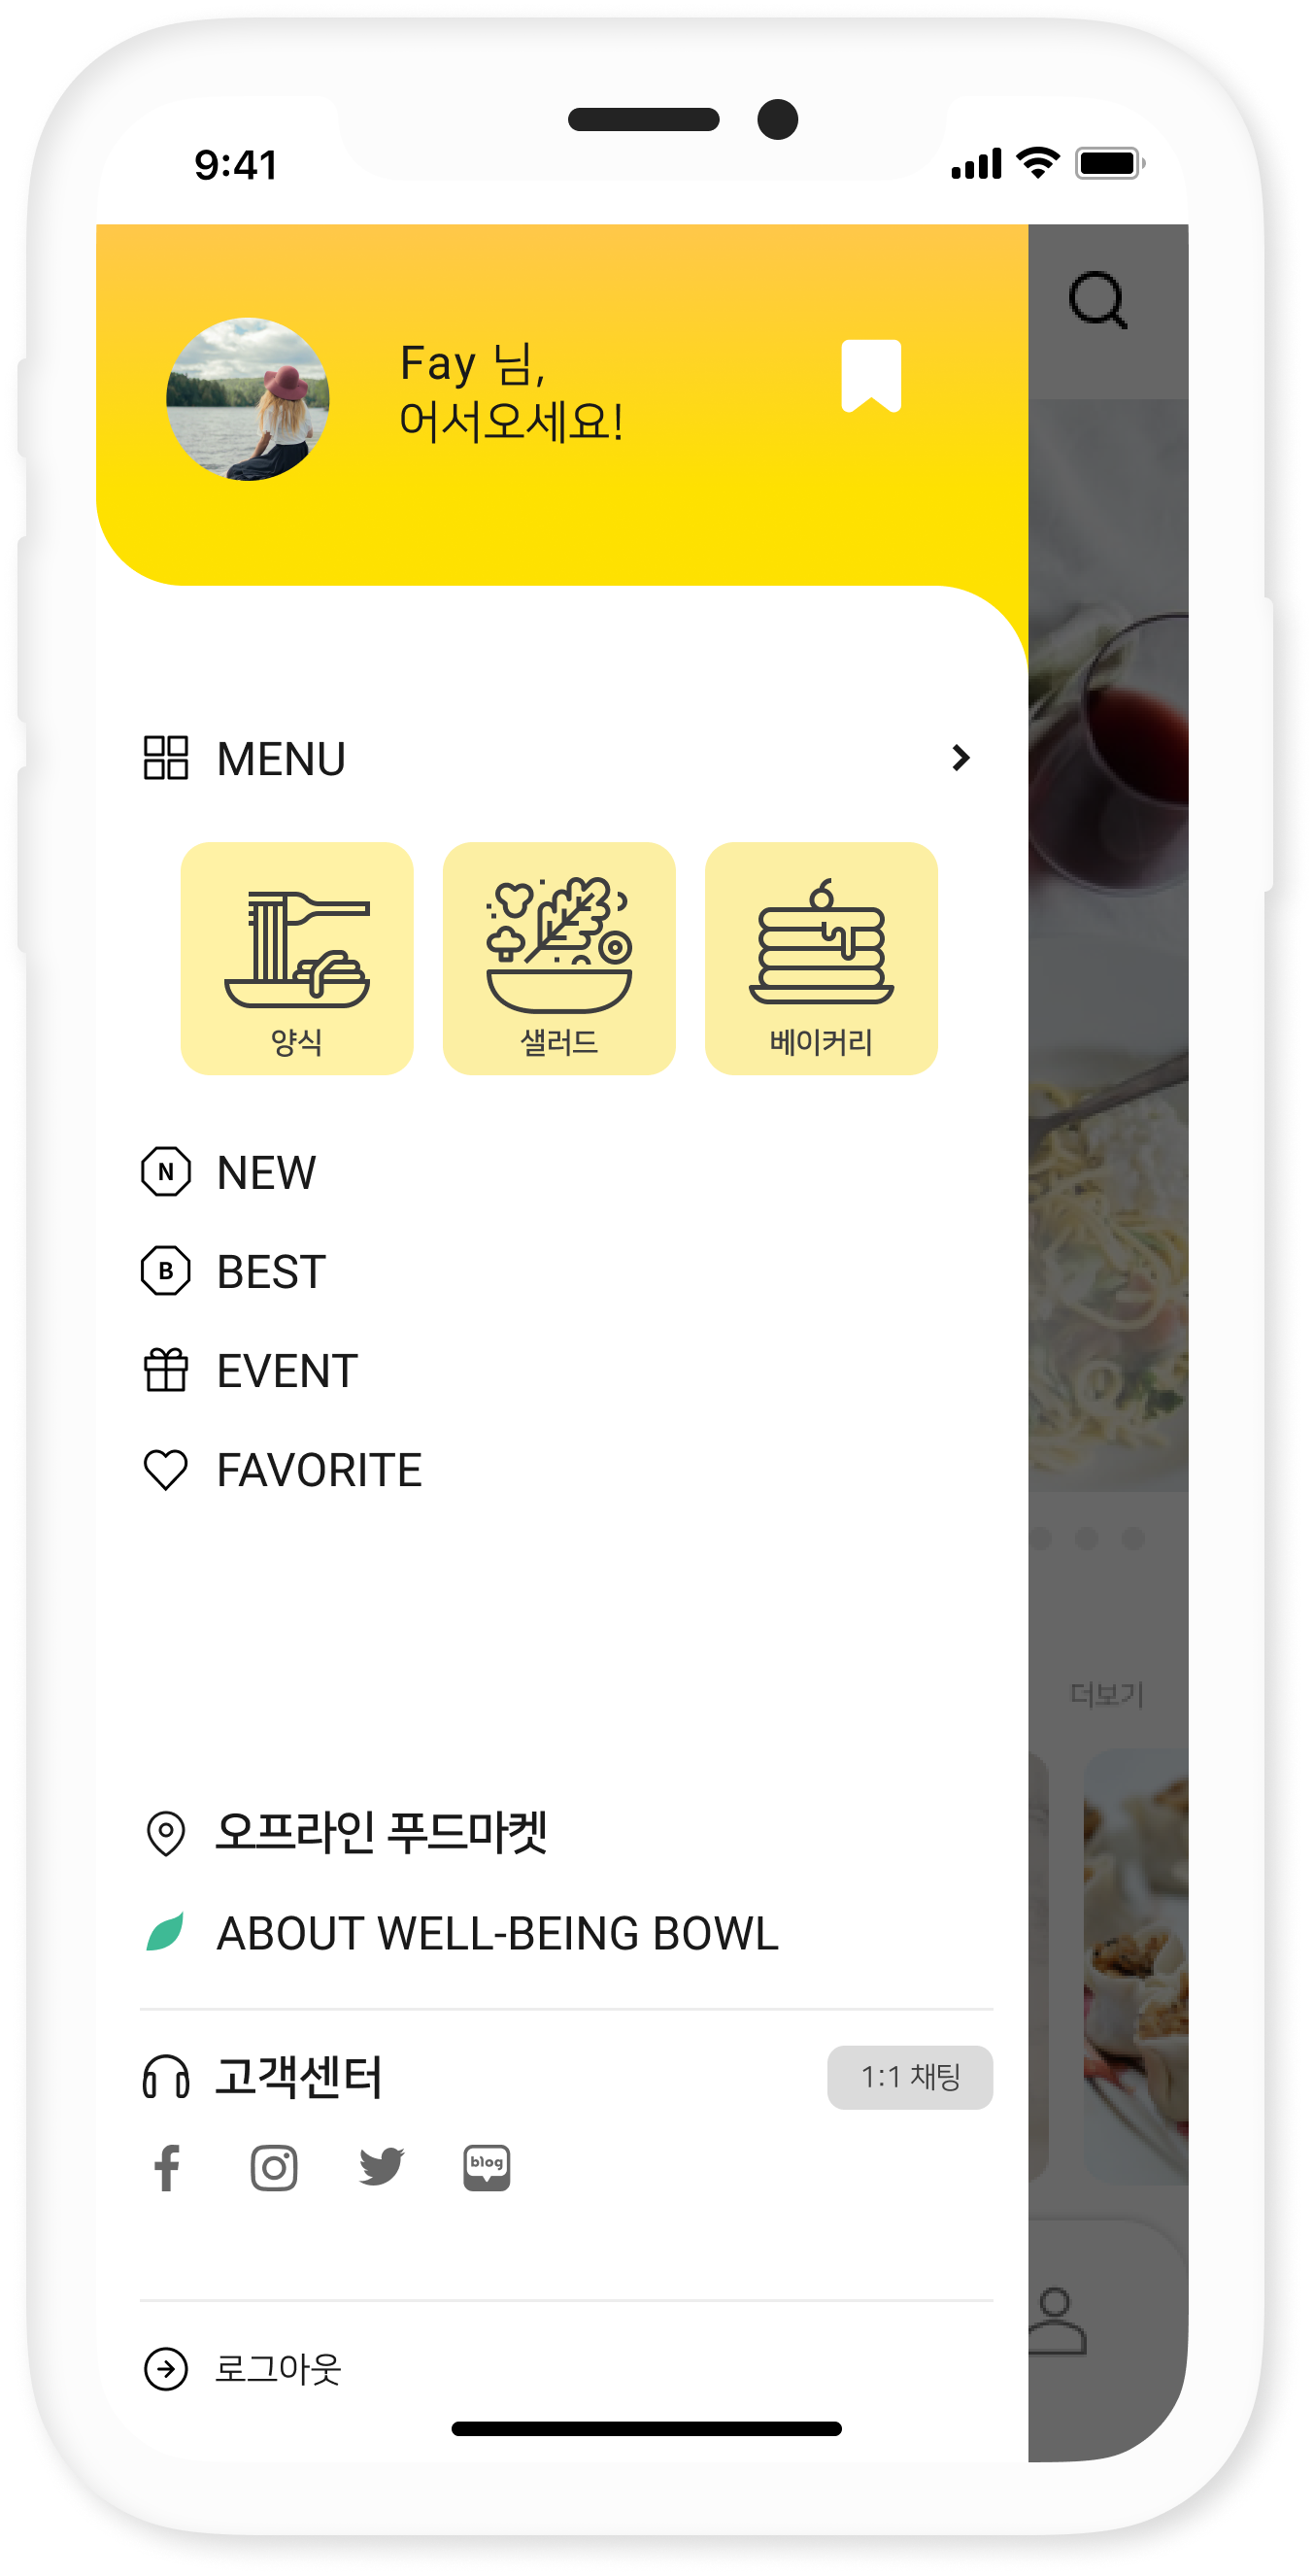 9:41
Fay 님,
어서오세요!
MENU
양식
샐러드
베이커리
N NEW
B BEST
EVENT
FAVORITE
더보기
오프라인 푸드마켓
ABOUT WELL-BEING BOWL
고객센터
1:1 채팅
blog
로그아웃